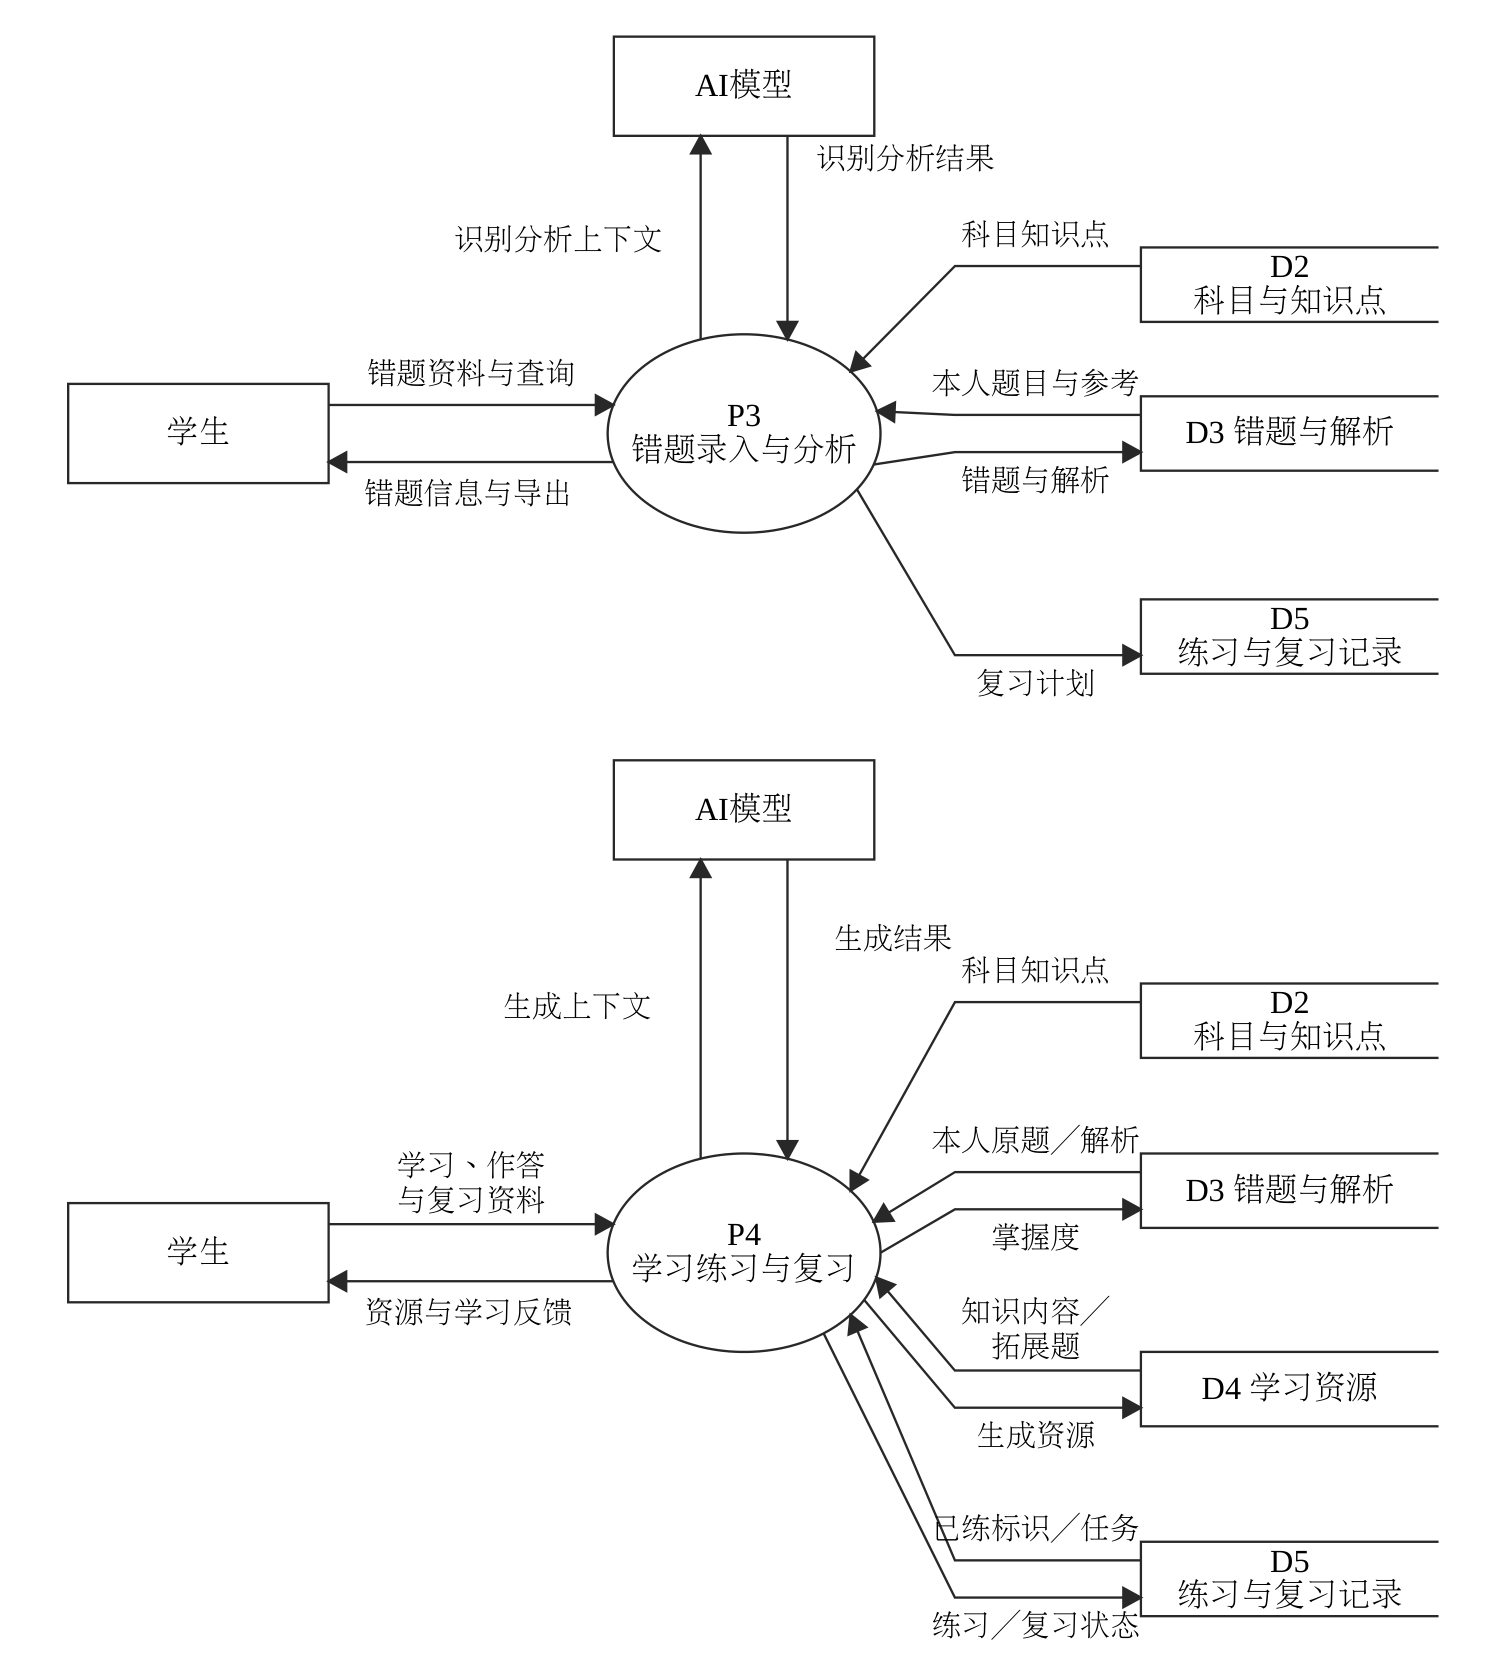 AI模型
识别分析结果
识别分析上下文
科目知识点
D2
科目与知识点
错题资料与查询
学生
错题信息与导出
P3
错题录入与分析
本人题目与参考
D3 错题与解析
错题与解析
D5
练习与复习记录
复习计划
AI模型
生成结果
生成上下文
科目知识点
D2
科目与知识点
本人原题／解析
D3 错题与解析
掌握度
学习、作答
与复习资料
学生
资源与学习反馈
P4
学习练习与复习
知识内容／
拓展题
D4 学习资源
生成资源
已练标识／任务
D5
练习与复习记录
练习／复习状态